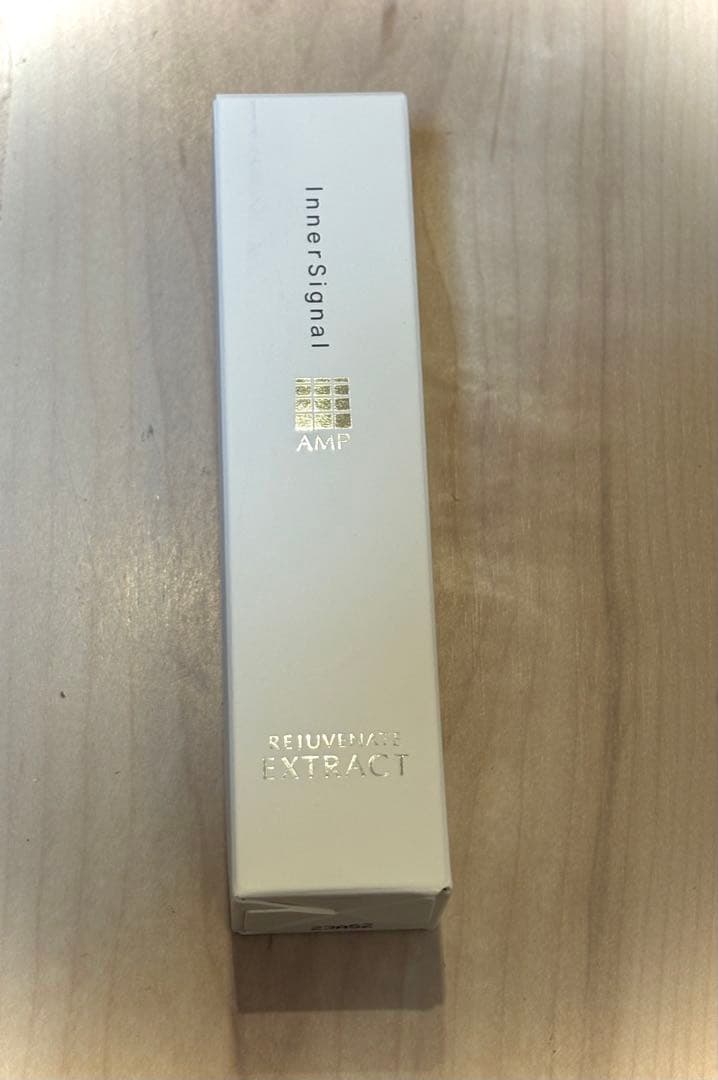 InnerSignal
AMP
REJUVENATE
EXTRACT